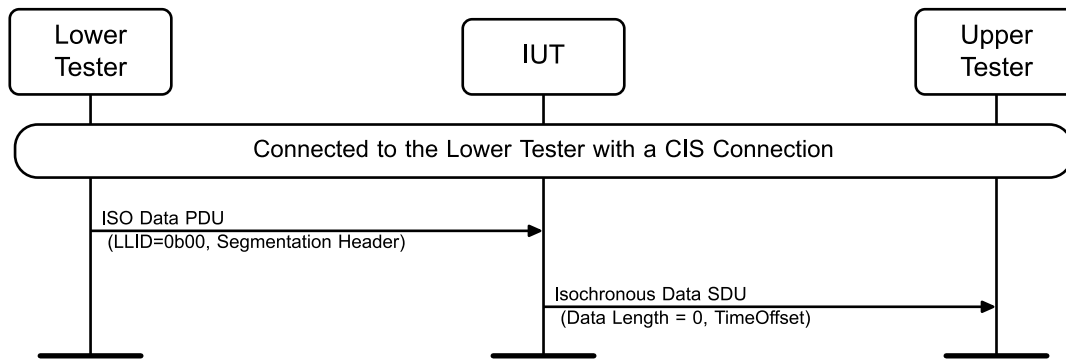 Lower
Tester
IUT
Upper
Tester
Connected to the Lower Tester with a CIS Connection
ISO Data PDU
(LLID=0b00, Segmentation Header)
Isochronous Data SDU
(Data Length = 0, TimeOffset)